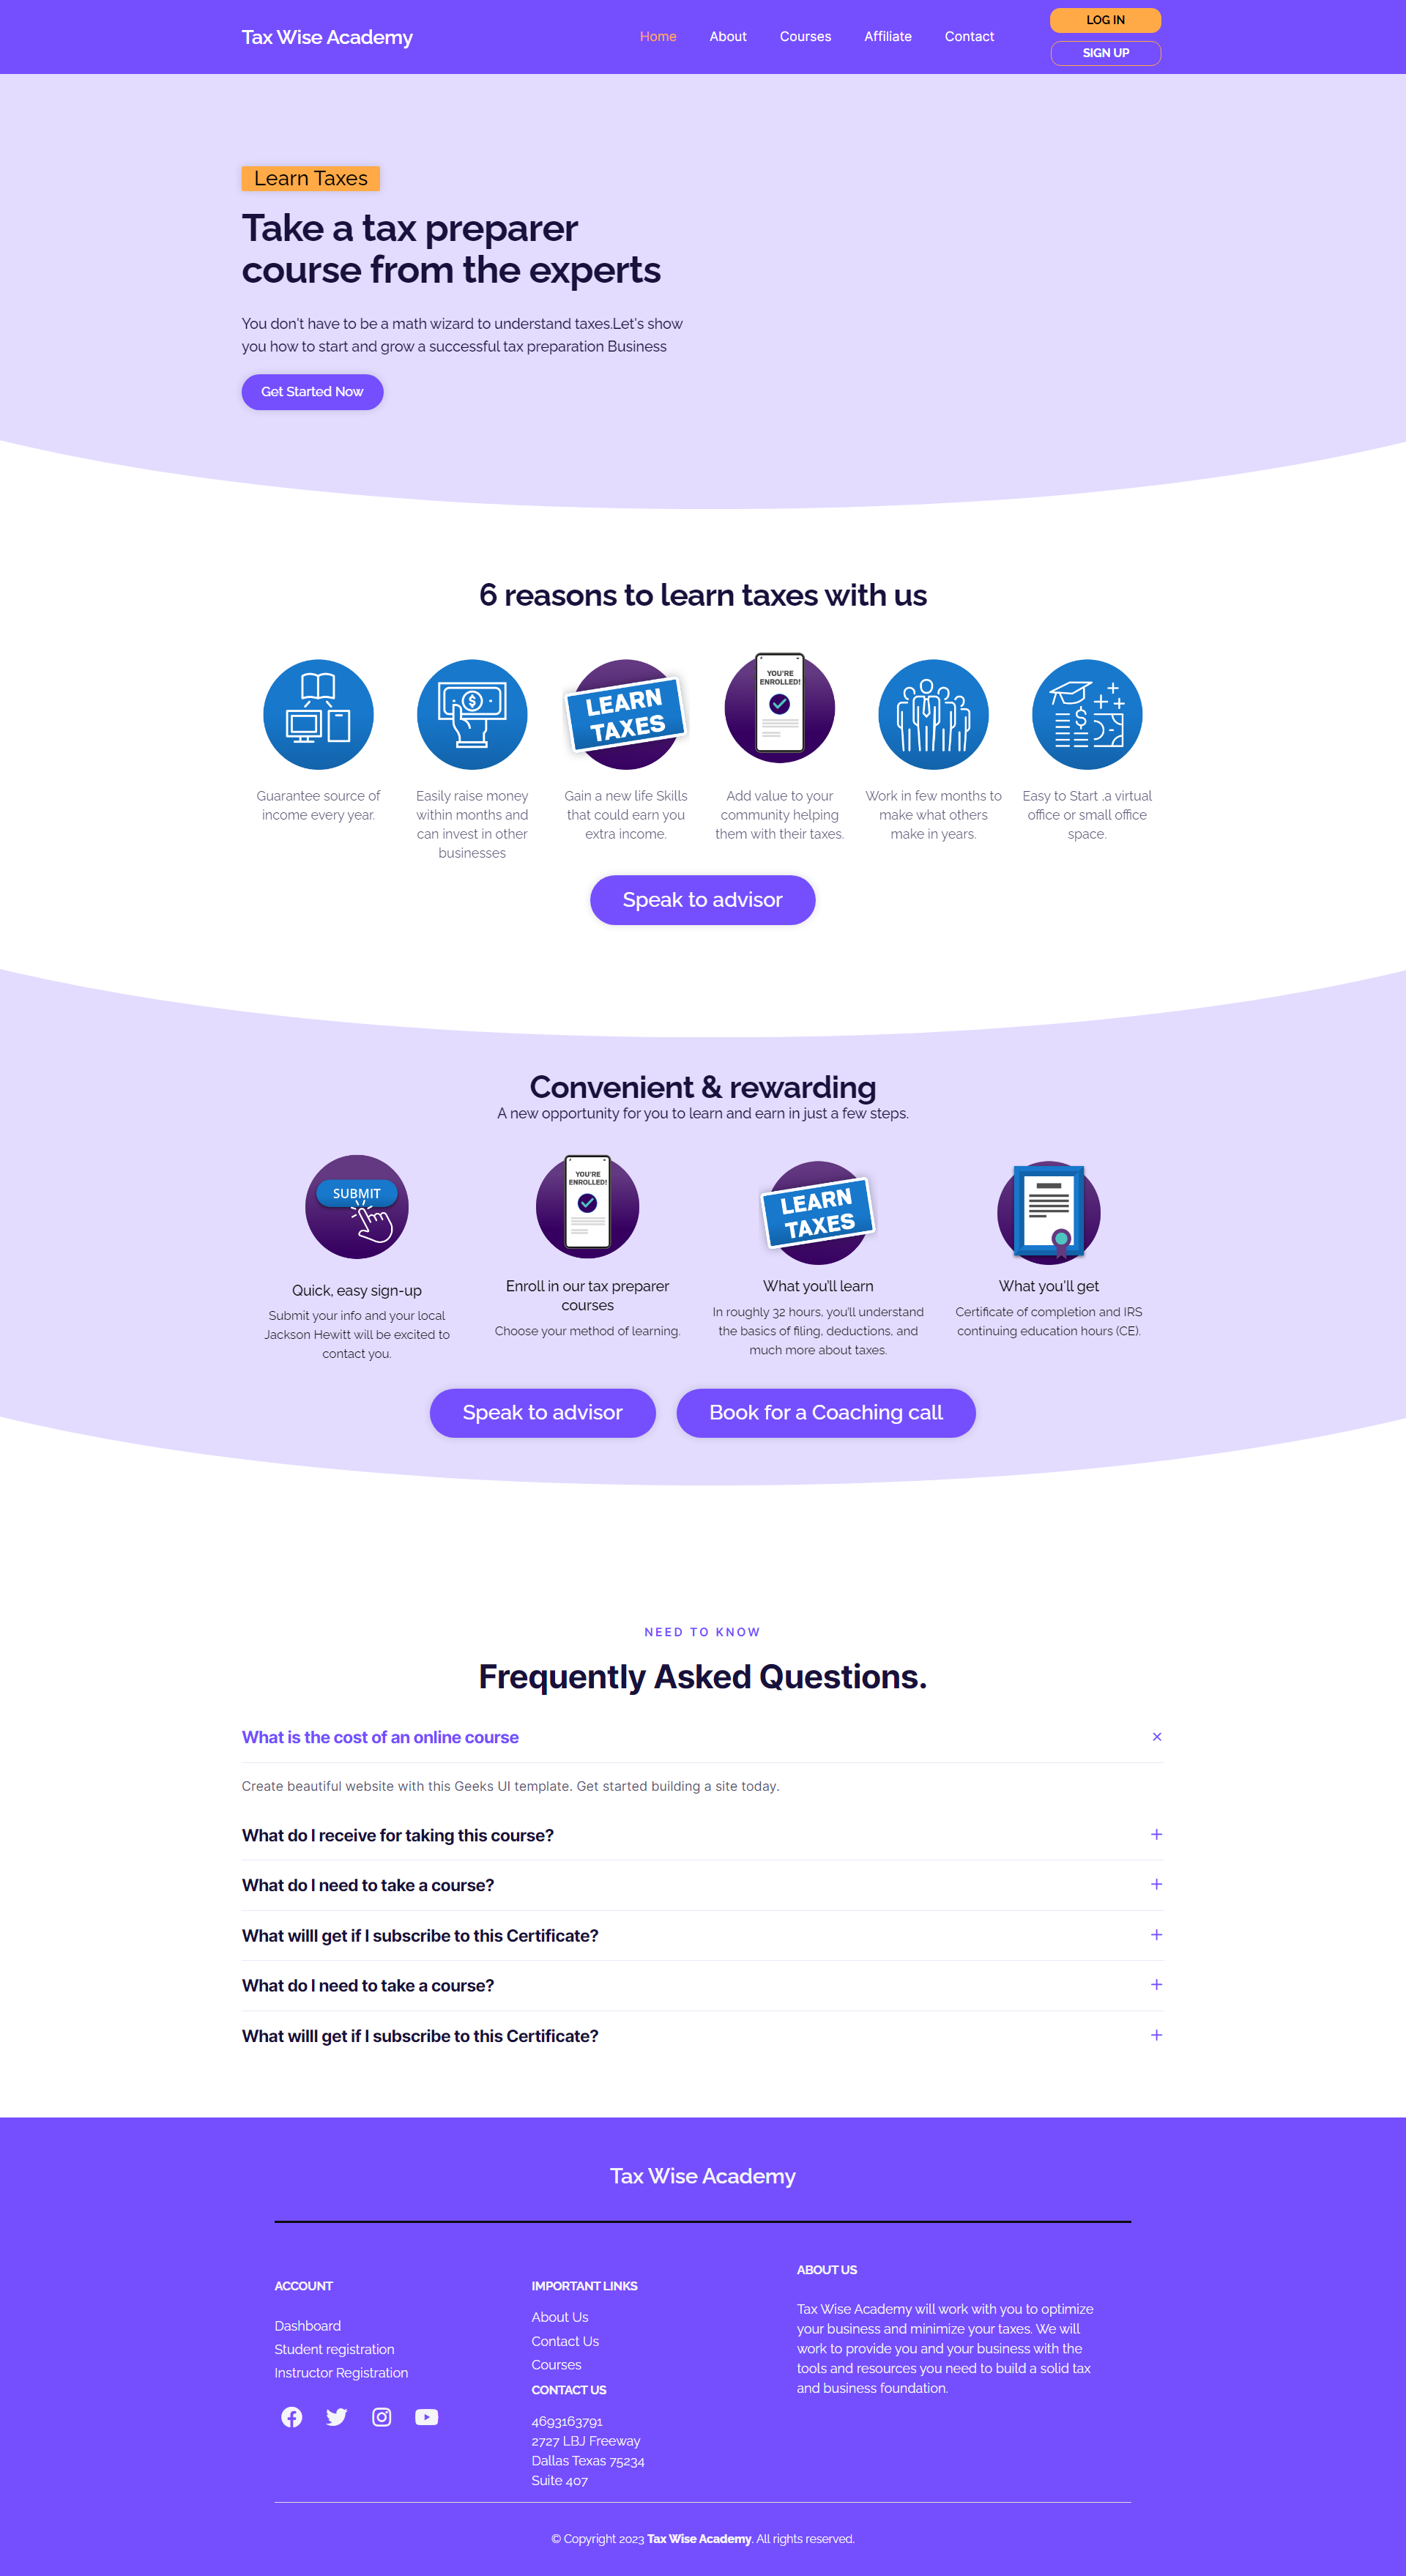 Tax Wise Academy
Home
About
Courses
Affiliate
Contact
LOG IN
SIGN UP
Learn Taxes
Take a tax preparer
course from the experts
You don't have to be a math wizard to understand taxes.Let's show
you how to start and grow a successful tax preparation Business
Get Started Now
6 reasons to learn taxes with us
LEARN
TAXES
YOU'RE
ENROLLED!
Guarantee source of
income every year.
Easily raise money
within months and
can invest in other
businesses
Gain a new life Skills
that could earn you
extra income.
Add value to your
community helping
them with their taxes.
Work in few months to
make what others
make in years.
Easy to Start .a virtual
office or small office
space.
Speak to advisor
Convenient & rewarding
A new opportunity for you to learn and earn in just a few steps.
SUBMIT
Quick, easy sign-up
Submit your info and your local
Jackson Hewitt will be excited to
contact you.
YOU'RE
ENROLLED!
Enroll in our tax preparer
courses
Choose your method of learning.
LEARN
TAXES
What you'll learn
In roughly 32 hours, you'll understand
the basics of filing, deductions, and
much more about taxes.
What you'll get
Certificate of completion and IRS
continuing education hours (CE).
Speak to advisor
Book for a Coaching call
NEED TO KNOW
Frequently Asked Questions.
What is the cost of an online course
Create beautiful website with this Geeks UI template. Get started building a site today.
What do I receive for taking this course?
What do I need to take a course?
What willl get if I subscribe to this Certificate?
What do I need to take a course?
What willl get if I subscribe to this Certificate?
Tax Wise Academy
ACCOUNT
Dashboard
Student registration
Instructor Registration
IMPORTANT LINKS
About Us
Contact Us
Courses
CONTACT US
4693163791
2727 LBJ Freeway
Dallas Texas 75234
Suite 407
ABOUT US
Tax Wise Academy will work with you to optimize
your business and minimize your taxes. We will
work to provide you and your business with the
tools and resources you need to build a solid tax
and business foundation.
© Copyright 2023 Tax Wise Academy. All rights reserved.